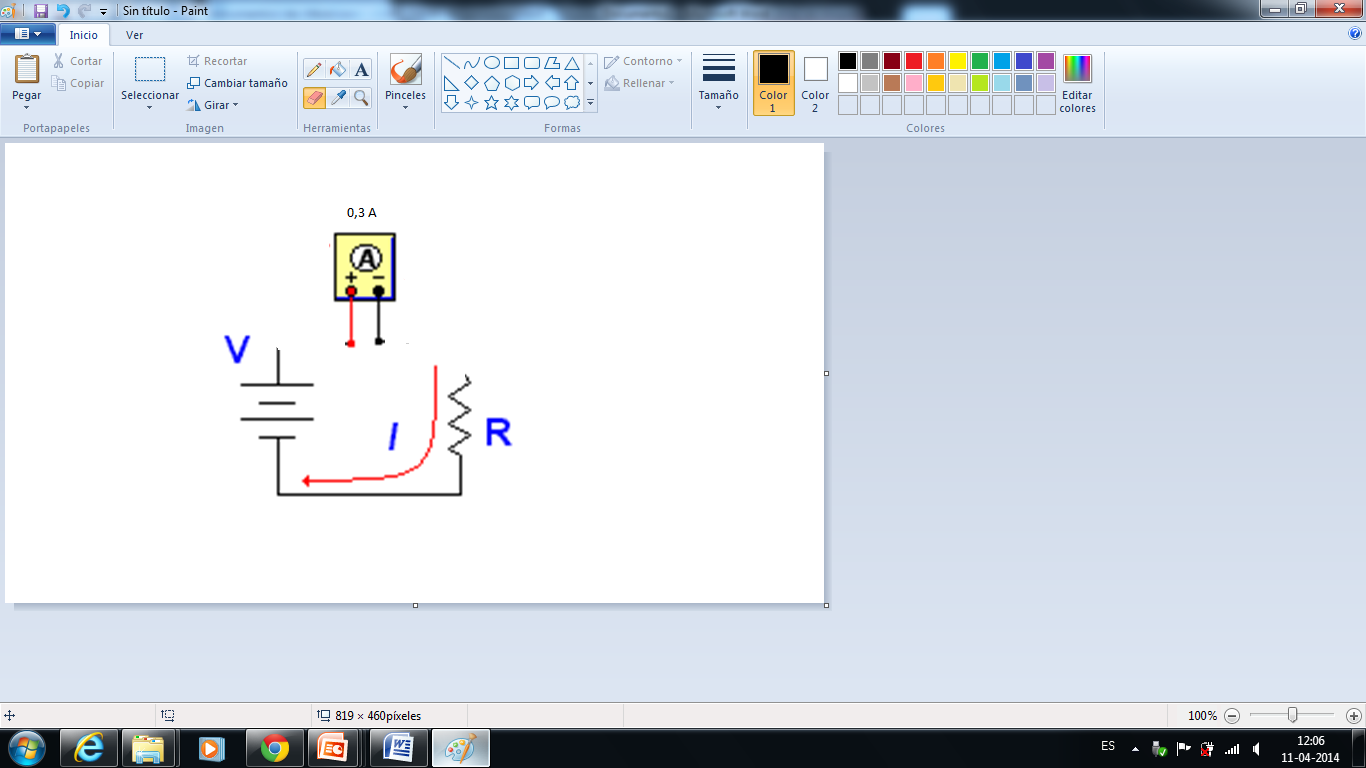 Sin título - Paint
Inicio Ver
Pegar
Cortar
Copiar
Portapapeles
Seleccionar
Recortar
Cambiar tamaño
Girar
Imagen
A
Herramientas
Pinceles
Contorno
Rellenar
Formas
Tamaño
Color
1
Color
2
Editar
colores
Colores
0,3 A
A
+ −
V
I
R
819 × 460píxeles
100%
ES
12:06
11-04-2014